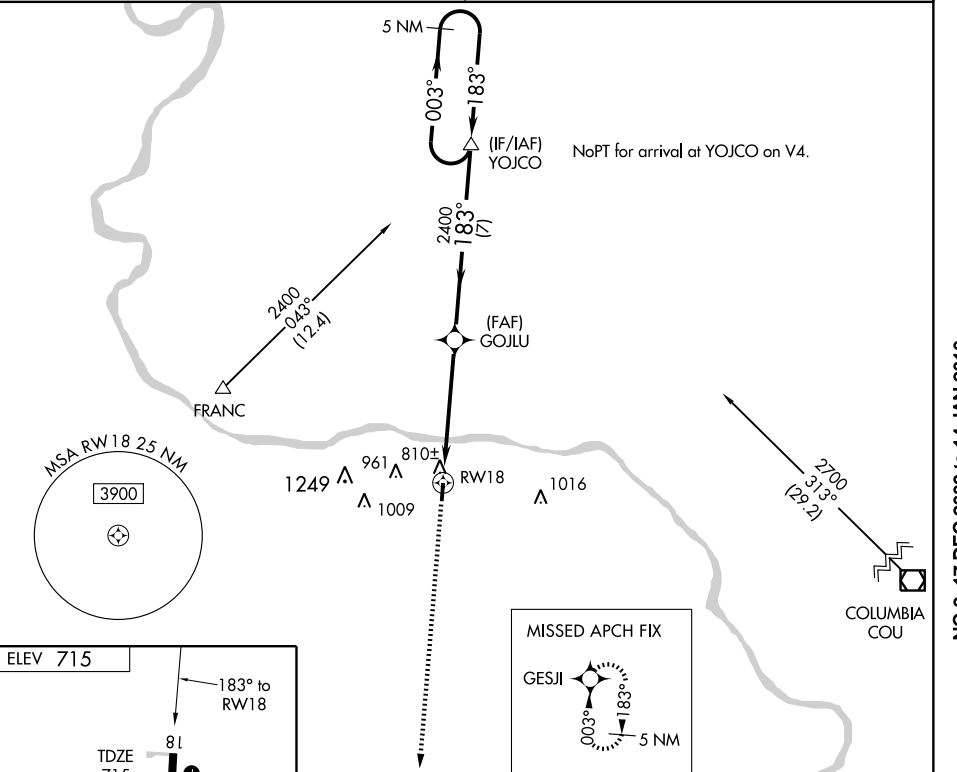 5 NM
003°
183°
(IF/IAF)
YOJCO
NoPT for arrival at YOJCO on V4.
2400
183°
(7)
2400
043°
(12.4)
(FAF)
GOJLU
FRANC
MSA RW18 25 NM
3900
1249
961
810±
1009
RW18
1016
2700
313°
(29.2)
COLUMBIA
COU
MISSED APCH FIX
GESJI
003°
183°
5 NM
ELEV 715
183° to
RW18
18
TDZE